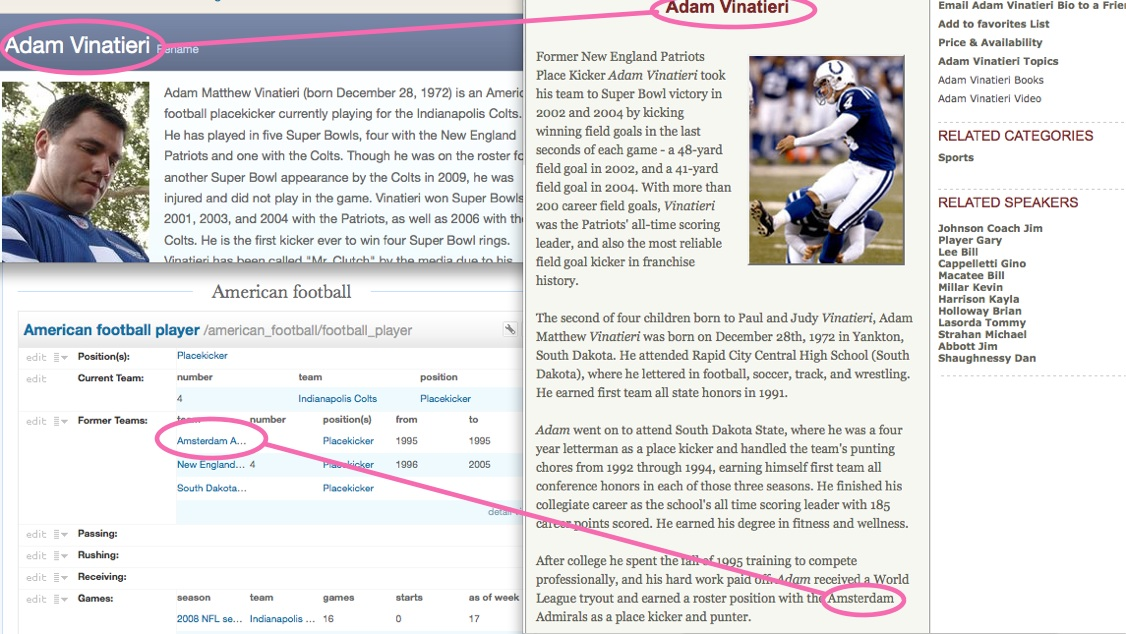 Adam Vinatieri Rename
Adam Matthew Vinatieri (born December 28, 1972) is an Americ
football placekicker currently playing for the Indianapolis Colts.
He has played in five Super Bowls, four with the New England
Patriots and one with the Colts. Though he was on the roster fo
another Super Bowl appearance by the Colts in 2009, he was
injured and did not play in the game. Vinatieri won Super Bowls
2001, 2003, and 2004 with the Patriots, as well as 2006 with the
Colts. He is the first kicker ever to win four Super Bowl rings.
Vinatieri has been called "Mr. Clutch" by the media due to his
American football
American football player /american_football/football_player
edit Position(s): Placekicker
edit Current Team: number team position
4 Indianapolis Colts Placekicker
edit Former Teams: team number position(s) from to
Amsterdam A... Placekicker 1995 1995
New England... 4 Placekicker 1996 2005
South Dakota... Placekicker
detail v
edit Passing:
edit Rushing:
edit Receiving:
edit Games: season team games starts as of week
2008 NFL se... Indianapolis ... 16 0 17
Adam Vinatieri
Former New England Patriots
Place Kicker Adam Vinatieri took
his team to Super Bowl victory in
2002 and 2004 by kicking
winning field goals in the last
seconds of each game - a 48-yard
field goal in 2002, and a 41-yard
field goal in 2004. With more than
200 career field goals, Vinatieri
was the Patriots' all-time scoring
leader, and also the most reliable
field goal kicker in franchise
history.
The second of four children born to Paul and Judy Vinatieri, Adam
Matthew Vinatieri was born on December 28th, 1972 in Yankton,
South Dakota. He attended Rapid City Central High School (South
Dakota), where he lettered in football, soccer, track, and wrestling.
He earned first team all state honors in 1991.
Adam went on to attend South Dakota State, where he was a four
year letterman as a place kicker and handled the team's punting
chores from 1992 through 1994, earning himself first team all
conference honors in each of those three seasons. He finished his
collegiate career as the school's all time scoring leader with 185
career points scored. He earned his degree in fitness and wellness.
After college he spent the fall of 1995 training to compete
professionally, and his hard work paid off. Adam received a World
League tryout and earned a roster position with the Amsterdam
Admirals as a place kicker and punter.
Email Adam Vinatieri Bio to a Frien
Add to favorites List
Price & Availability
Adam Vinatieri Topics
Adam Vinatieri Books
Adam Vinatieri Video
RELATED CATEGORIES
Sports
RELATED SPEAKERS
Johnson Coach Jim
Player Gary
Lee Bill
Cappelletti Gino
Macatee Bill
Millar Kevin
Harrison Kayla
Holloway Brian
Lasorda Tommy
Strahan Michael
Abbott Jim
Shaughnessy Dan